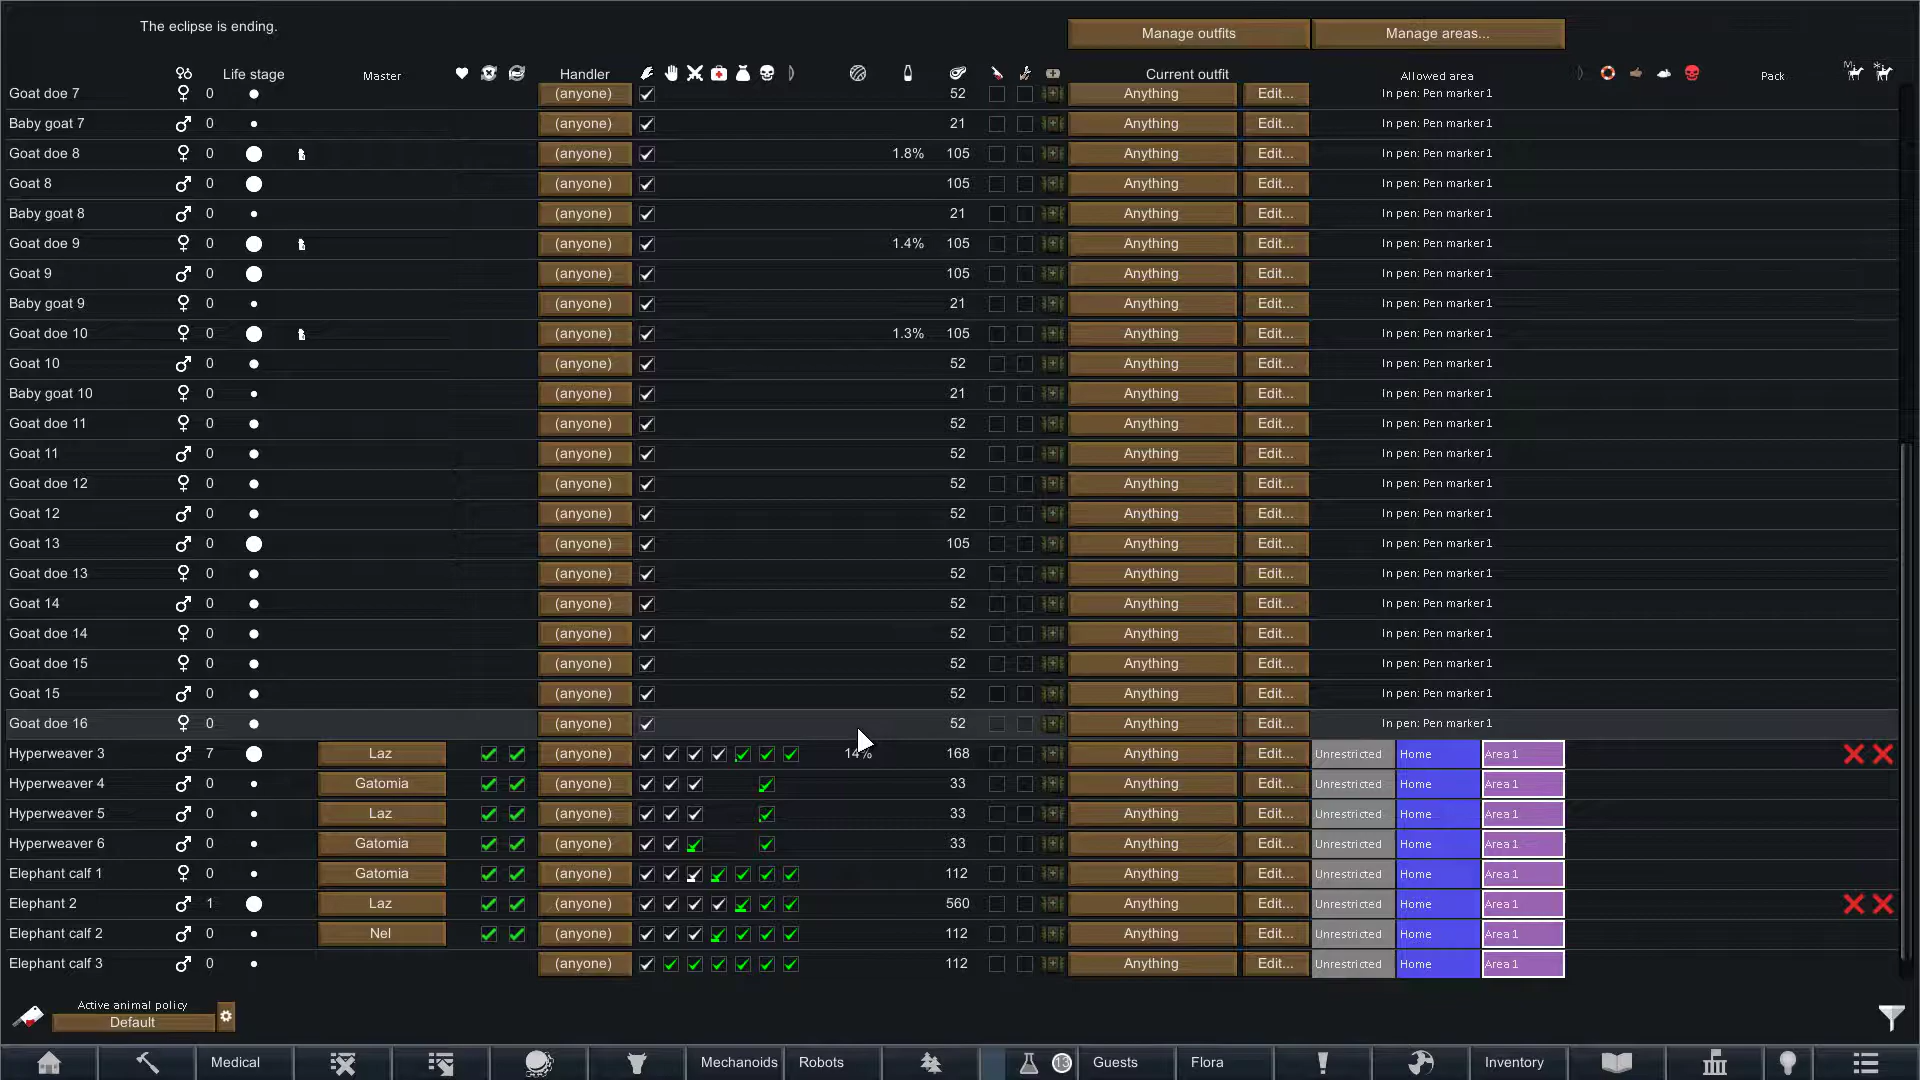 The eclipse is ending.
Manage outfits Manage areas...
Life stage Master Handler Current outfit Allowed area Pack
Goat doe 7 0 (anyone) 52 Anything Edit... In pen: Pen marker 1
Baby goat 7 0 (anyone) 21 Anything Edit... In pen: Pen marker 1
Goat doe 8 0 (anyone) 1.8% 105 Anything Edit... In pen: Pen marker 1
Goat 8 0 (anyone) 105 Anything Edit... In pen: Pen marker 1
Baby goat 8 0 (anyone) 21 Anything Edit... In pen: Pen marker 1
Goat doe 9 0 (anyone) 1.4% 105 Anything Edit... In pen: Pen marker 1
Goat 9 0 (anyone) 105 Anything Edit... In pen: Pen marker 1
Baby goat 9 0 (anyone) 21 Anything Edit... In pen: Pen marker 1
Goat doe 10 0 (anyone) 1.3% 105 Anything Edit... In pen: Pen marker 1
Goat 10 0 (anyone) 52 Anything Edit... In pen: Pen marker 1
Baby goat 10 0 (anyone) 21 Anything Edit... In pen: Pen marker 1
Goat doe 11 0 (anyone) 52 Anything Edit... In pen: Pen marker 1
Goat 11 0 (anyone) 52 Anything Edit... In pen: Pen marker 1
Goat doe 12 0 (anyone) 52 Anything Edit... In pen: Pen marker 1
Goat 12 0 (anyone) 52 Anything Edit... In pen: Pen marker 1
Goat 13 0 (anyone) 105 Anything Edit... In pen: Pen marker 1
Goat doe 13 0 (anyone) 52 Anything Edit... In pen: Pen marker 1
Goat 14 0 (anyone) 52 Anything Edit... In pen: Pen marker 1
Goat doe 14 0 (anyone) 52 Anything Edit... In pen: Pen marker 1
Goat doe 15 0 (anyone) 52 Anything Edit... In pen: Pen marker 1
Goat 15 0 (anyone) 52 Anything Edit... In pen: Pen marker 1
Goat doe 16 0 (anyone) 52 Anything Edit... In pen: Pen marker 1
Hyperweaver 3 7 Laz (anyone) 14% 168 Anything Edit... Unrestricted Home Area 1
Hyperweaver 4 0 Gatomia (anyone) 33 Anything Edit... Unrestricted Home Area 1
Hyperweaver 5 0 Laz (anyone) 33 Anything Edit... Unrestricted Home Area 1
Hyperweaver 6 0 Gatomia (anyone) 33 Anything Edit... Unrestricted Home Area 1
Elephant calf 1 0 Gatomia (anyone) 112 Anything Edit... Unrestricted Home Area 1
Elephant 2 1 Laz (anyone) 560 Anything Edit... Unrestricted Home Area 1
Elephant calf 2 0 Nel (anyone) 112 Anything Edit... Unrestricted Home Area 1
Elephant calf 3 0 (anyone) 112 Anything Edit... Unrestricted Home Area 1
Active animal policy
Default
Medical Mechanoids Robots 13 Guests Flora Inventory